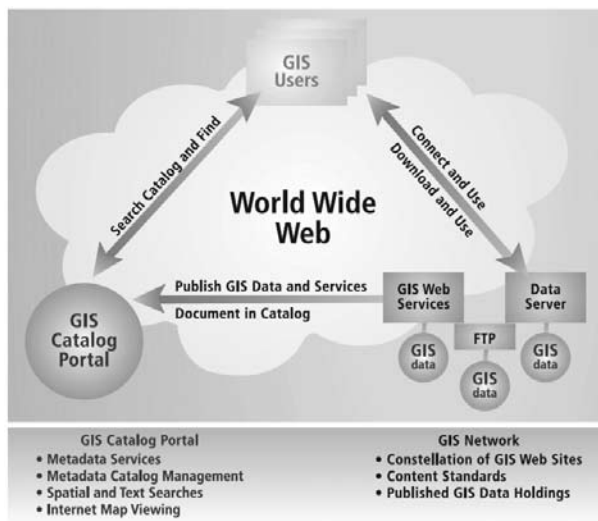 GIS
Users
Search Catalog and Find
Connect and Use
Download and Use
World Wide
Web
Publish GIS Data and Services
Document in Catalog
GIS
Catalog
Portal
GIS Web
Services
Data
Server
FTP
GIS
data
GIS
data
GIS
data
GIS Catalog Portal
• Metadata Services
• Metadata Catalog Management
• Spatial and Text Searches
• Internet Map Viewing
GIS Network
• Constellation of GIS Web Sites
• Content Standards
• Published GIS Data Holdings